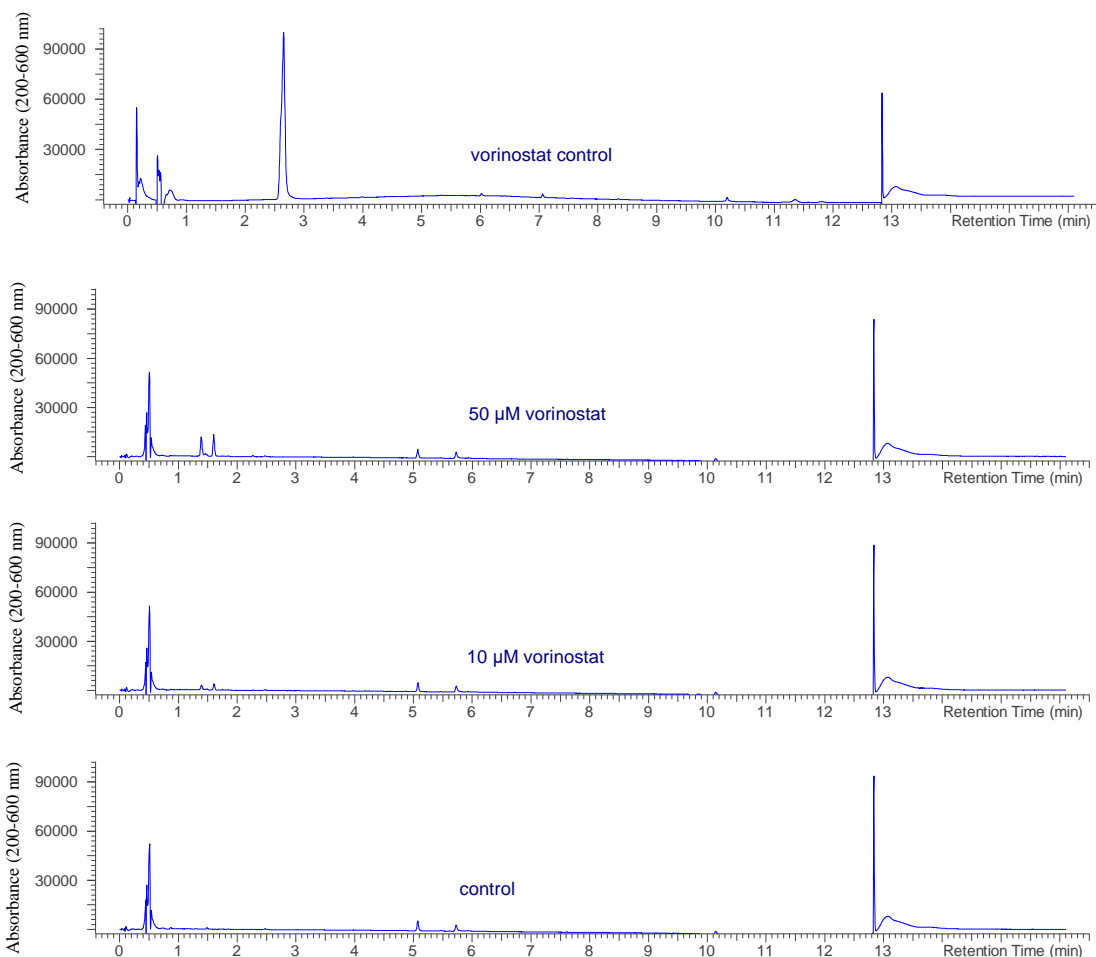 Absorbance (200-600 nm)
90000
60000
30000
vorinostat control
0 1 2 3 4 5 6 7 8 9 10 11 12 13 Retention Time (min)
Absorbance (200-600 nm)
90000
60000
30000
50 µM vorinostat
0 1 2 3 4 5 6 7 8 9 10 11 12 13 Retention Time (min)
Absorbance (200-600 nm)
90000
60000
30000
10 µM vorinostat
0 1 2 3 4 5 6 7 8 9 10 11 12 13 Retention Time (min)
Absorbance (200-600 nm)
90000
60000
30000
control
0 1 2 3 4 5 6 7 8 9 10 11 12 13 Retention Time (min)